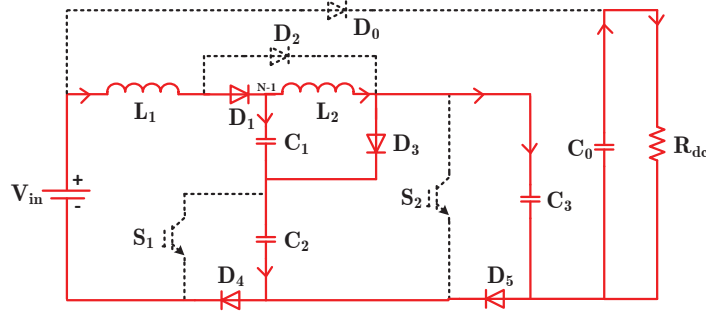 D0
D2
N-1
L1
D1
L2
C1
D3
C0
Rdc
Vin
+
-
S1
S2
C2
C3
D4
D5